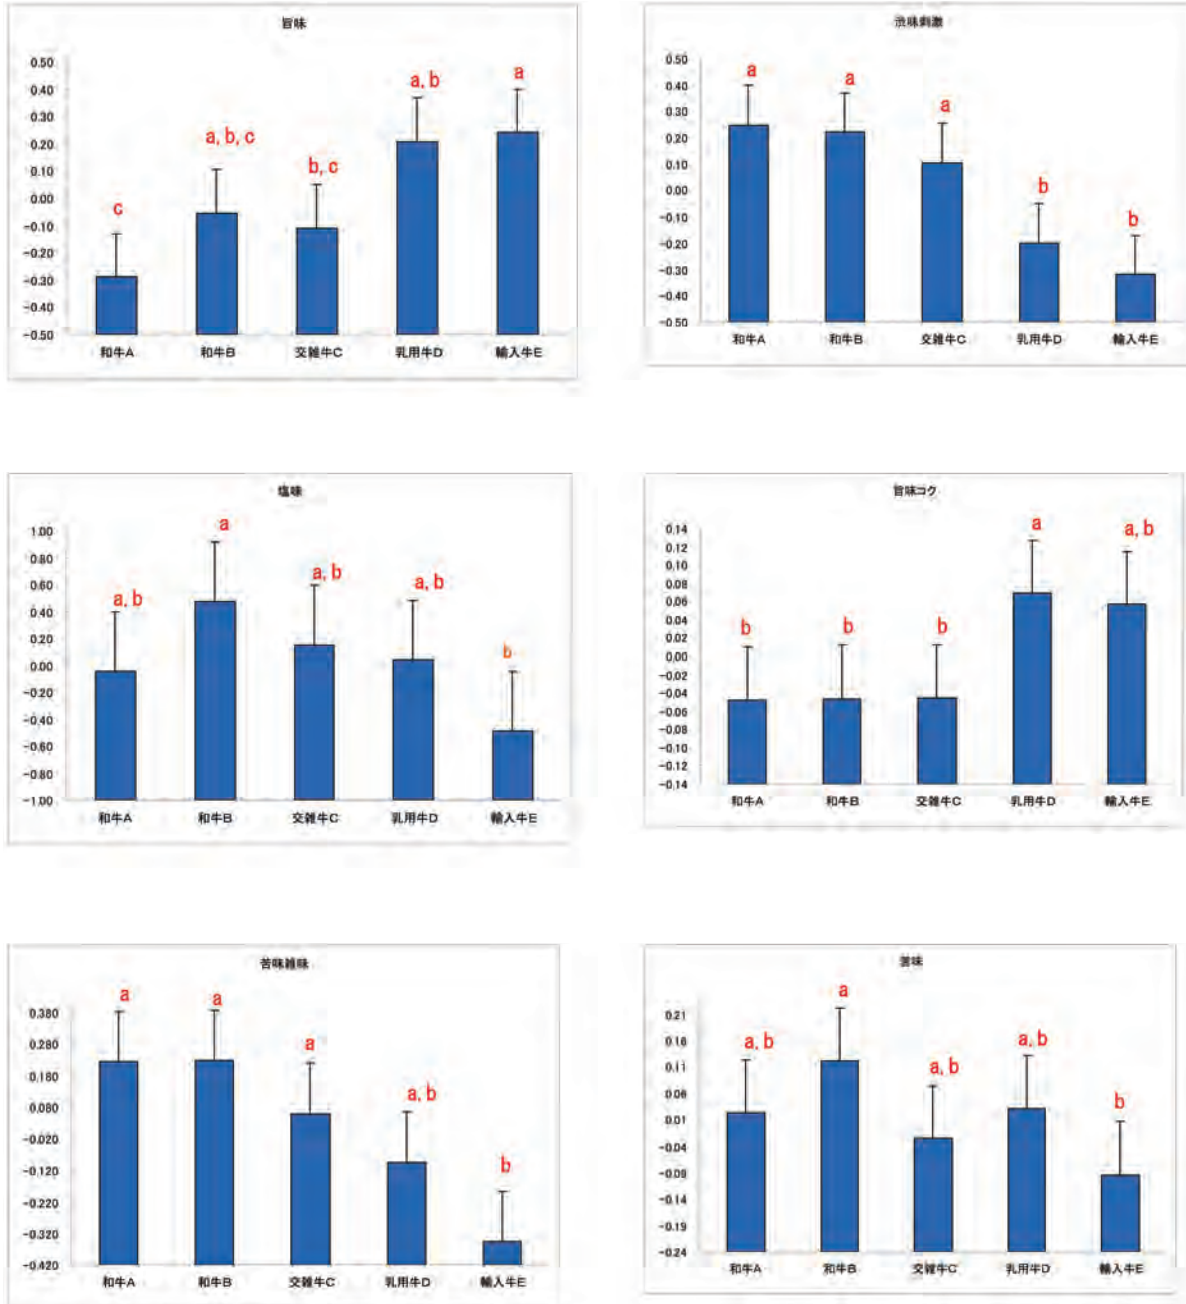 旨味
0.50
0.40
0.30
0.20
0.10
0.00
-0.10
-0.20
-0.30
-0.40
-0.50
c
a, b, c
b, c
a, b
a
和牛A 和牛B 交雑牛C 乳用牛D 輸入牛E
渋味刺激
0.50
0.40
0.30
0.20
0.10
0.00
-0.10
-0.20
-0.30
-0.40
-0.50
a
a
a
b
b
和牛A 和牛B 交雑牛C 乳用牛D 輸入牛E
塩味
1.00
0.80
0.60
0.40
0.20
0.00
-0.20
-0.40
-0.60
-0.80
-1.00
a, b
a
a, b
a, b
b
和牛A 和牛B 交雑牛C 乳用牛D 輸入牛E
旨味コク
0.14
0.12
0.10
0.08
0.06
0.04
0.02
0.00
-0.02
-0.04
-0.06
-0.08
-0.10
-0.12
-0.14
b
b
b
a
a, b
和牛A 和牛B 交雑牛C 乳用牛D 輸入牛E
苦味雑味
0.380
0.280
0.180
0.080
-0.020
-0.120
-0.220
-0.320
-0.420
a
a
a
a, b
b
和牛A 和牛B 交雑牛C 乳用牛D 輸入牛E
苦味
0.21
0.16
0.11
0.06
0.01
-0.04
-0.09
-0.14
-0.19
-0.24
a, b
a
a, b
a, b
b
和牛A 和牛B 交雑牛C 乳用牛D 輸入牛E